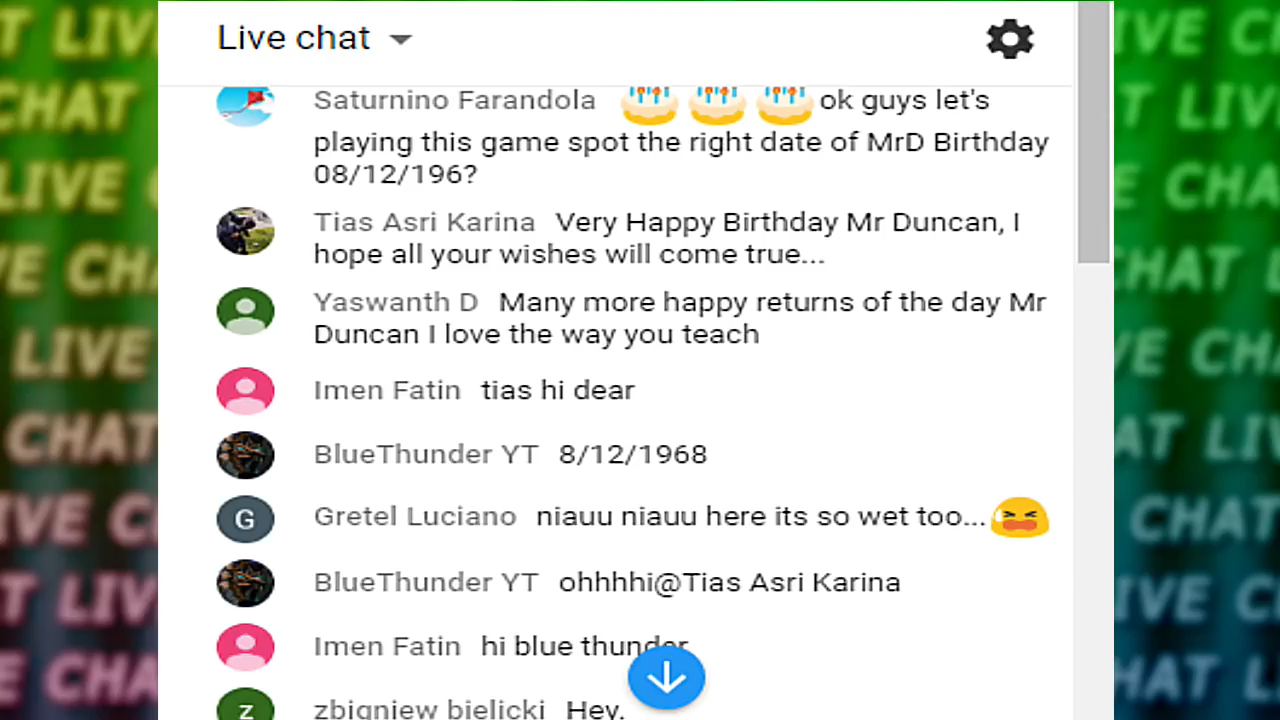 Live chat
Saturnino Farandola 🎂🎂🎂 ok guys let's
playing this game spot the right date of MrD Birthday
08/12/196?
Tias Asri Karina Very Happy Birthday Mr Duncan, I
hope all your wishes will come true...
Yaswanth D Many more happy returns of the day Mr
Duncan I love the way you teach
Imen Fatin tias hi dear
BlueThunder YT 8/12/1968
G Gretel Luciano niauu niauu here its so wet too...😫
BlueThunder YT ohhhhi@Tias Asri Karina
Imen Fatin hi blue thunder
z zbigniew bielicki Hey.